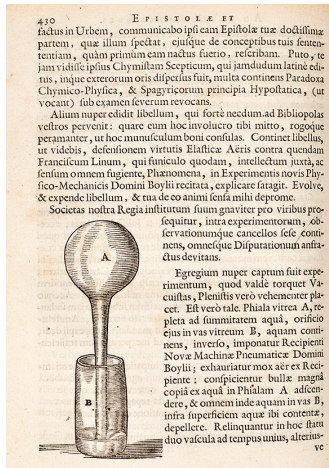 430 EPISTOLÆ ET
factus in Urbem, communicabo ipsi eam Epistolæ tuæ doctissimæ
partem, quæ illum spectat, ejusque de conceptibus tuis senten-
tentiam, quàm primum eam nactus fuerio, rescribam. Puto, te
jam vidisse ipsius Chymistam Scepticum, qui jamdudum latinè edi-
tus, inque exterorum oris dispersus fuit, multa continens Paradoxa
Chymico-Physica, & Spagyricorum principia Hypostatica, (ut
vocant) sub examen severum revocans.
Alium nuper edidit libellum, qui fortè necdum ad Bibliopolas
vestros pervenit: quare eum hoc involucro tibi mitto, rogoque
peramanter, ut hoc munusculum boni consulas. Continet libellus,
ut videbis, defensionem virtutis Elasticæ Aëris contra quendam
Franciscum Linum, qui funiculo quodam, intellectum juxtà, ac
sensum omnem fugiente, Phænomena, in Experimentis novis Phy-
sico-Mechanicis Domini Boylii recitata, explicare satagit. Evolve,
& expende libellum, & tua de eo animi sensa mihi deprome.
Societas nostra Regia institutum suum gnaviter pro viribus pro-
sequitur, intra experimentorum, ob-
servationumque cancellos sese conti-
nens, omnesque Disputationum anfra-
ctus devitans.
Egregium nuper captum fuit expe-
rimentum, quod valdè torquet Va-
cuistas, Plenistis verò vehementer pla-
cet. Est verò tale. Phiala vitrea A, re-
pleta ad summitatem aquâ, orificio
ejus in vas vitreum B, aquam conti-
nens, inverso, imponatur Recipienti
Novæ Machinæ Pneumaticæ Domini
Boylii; exhauriatur mox aër ex Reci-
piente; conspicientur bullæ magnâ
copiâ ex aquâ in Phialam A adscen-
dere, & omnem inde aquam in vas B,
infra superficiem aquæ ibi contentæ,
depellere. Relinquantur in hoc statu
duo vascula ad tempus unius, alterius-
ve
A
B